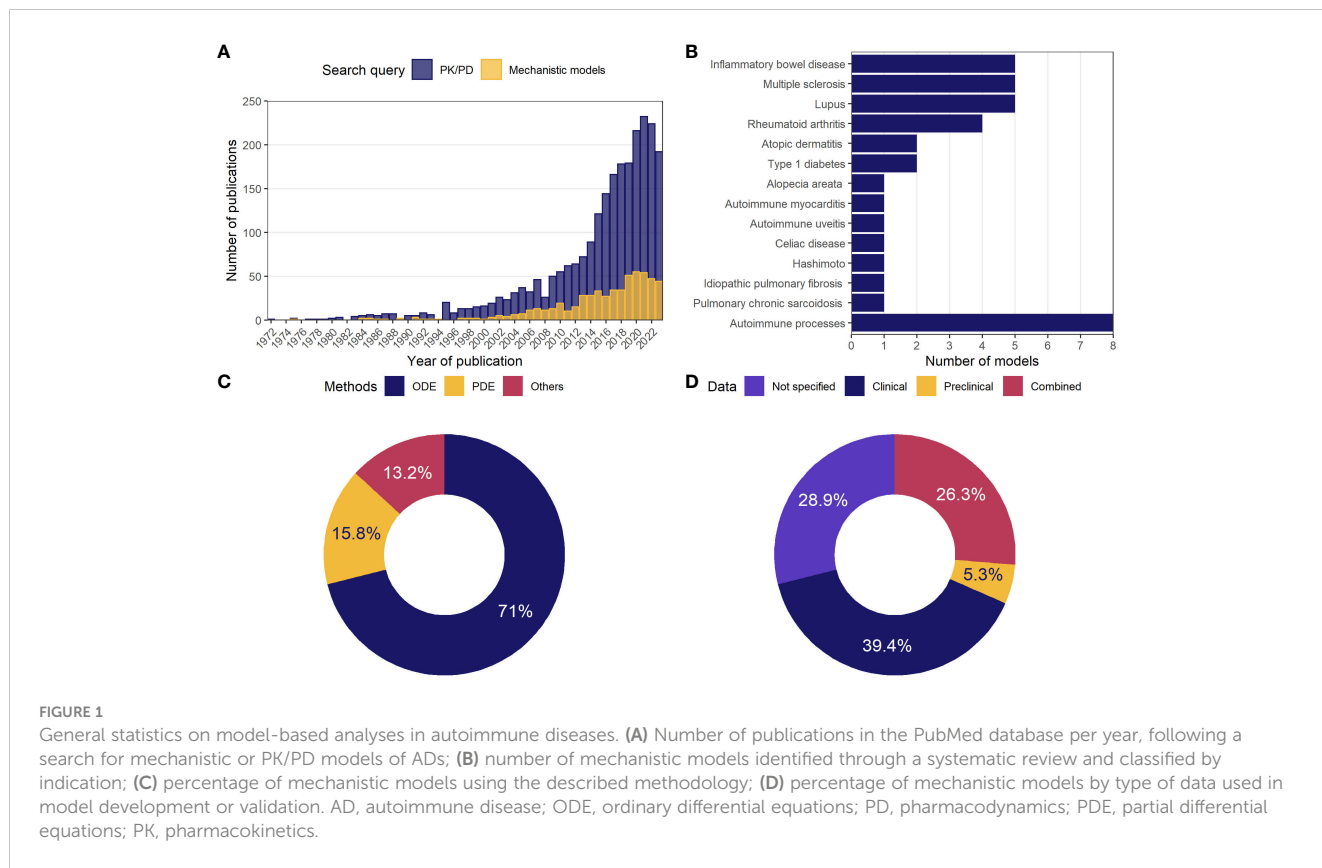 A
Search query PK/PD Mechanistic models
Number of publications
250
200
150
100
50
0
1972 1974 1976 1978 1980 1982 1984 1986 1988 1990 1992 1994 1996 1998 2000 2002 2004 2006 2008 2010 2012 2014 2016 2018 2020 2022
Year of publication
B
Inflammatory bowel disease
Multiple sclerosis
Lupus
Rheumatoid arthritis
Atopic dermatitis
Type 1 diabetes
Alopecia areata
Autoimmune myocarditis
Autoimmune uveitis
Celiac disease
Hashimoto
Idiopathic pulmonary fibrosis
Pulmonary chronic sarcoidosis
Autoimmune processes
0 1 2 3 4 5 6 7 8
Number of models
C
Methods ODE PDE Others
13.2%
15.8%
71%
D
Data Not specified Clinical Preclinical Combined
28.9%
26.3%
5.3%
39.4%
FIGURE 1
General statistics on model-based analyses in autoimmune diseases. (A) Number of publications in the PubMed database per year, following a
search for mechanistic or PK/PD models of ADs; (B) number of mechanistic models identified through a systematic review and classified by
indication; (C) percentage of mechanistic models using the described methodology; (D) percentage of mechanistic models by type of data used in
model development or validation. AD, autoimmune disease; ODE, ordinary differential equations; PD, pharmacodynamics; PDE, partial differential
equations; PK, pharmacokinetics.